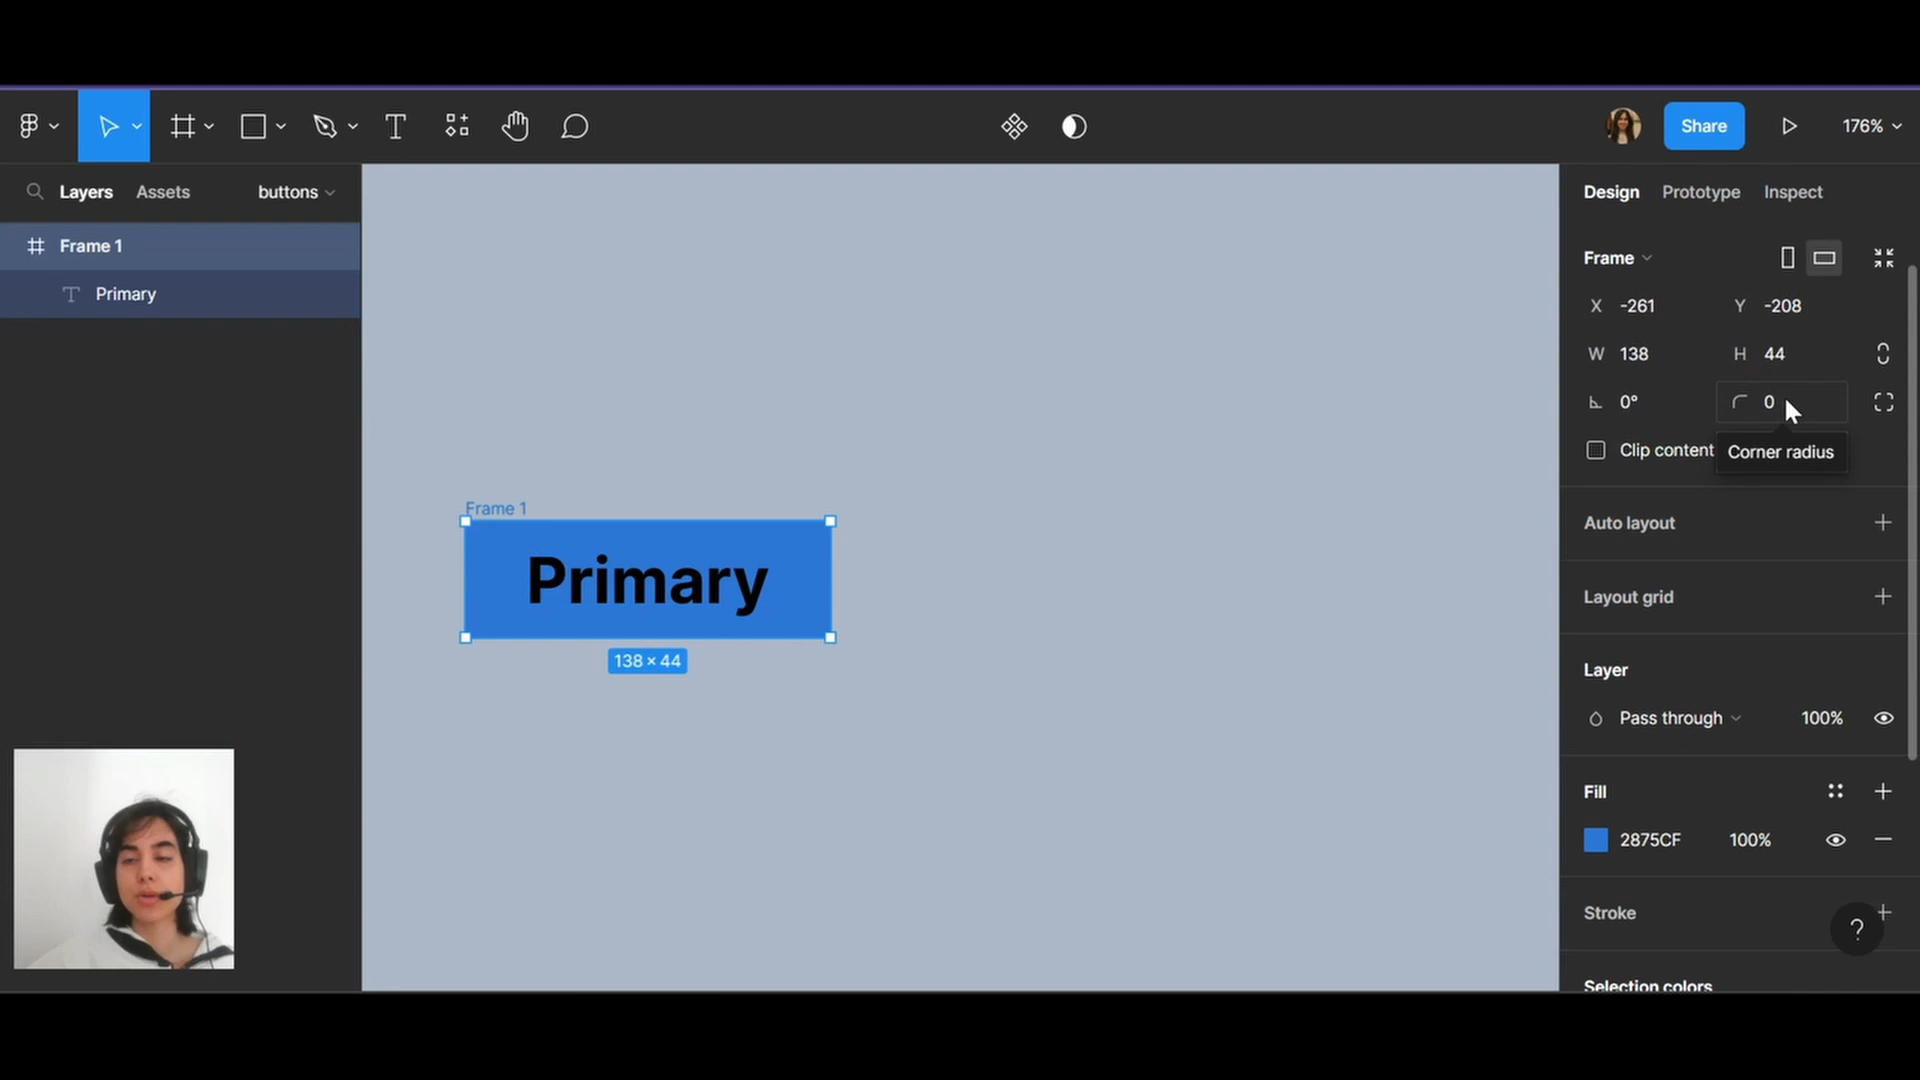 Share
176%
Layers Assets buttons
Design Prototype Inspect
Frame 1
Primary
Frame
X -261 Y -208
W 138 H 44
0° 0
Clip content
Corner radius
Auto layout
Layout grid
Layer
Pass through 100%
Fill
2875CF 100%
Stroke
?
Selection colors
Frame 1
Primary
138 × 44